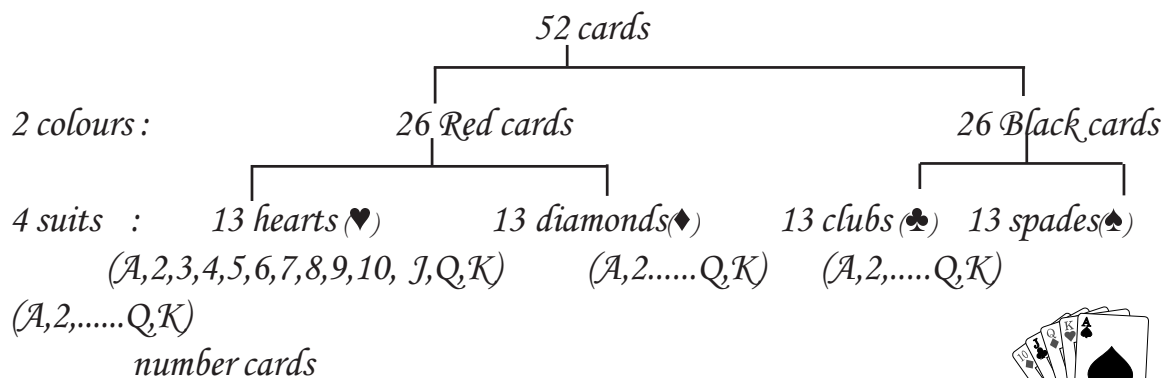 52 cards
2 colours : 26 Red cards 26 Black cards
4 suits : 13 hearts (♥) 13 diamonds(♦) 13 clubs (♣) 13 spades(♠)
(A,2,3,4,5,6,7,8,9,10, J,Q,K) (A,2......Q,K) (A,2,.....Q,K)
(A,2,......Q,K)
number cards
10 J Q K A